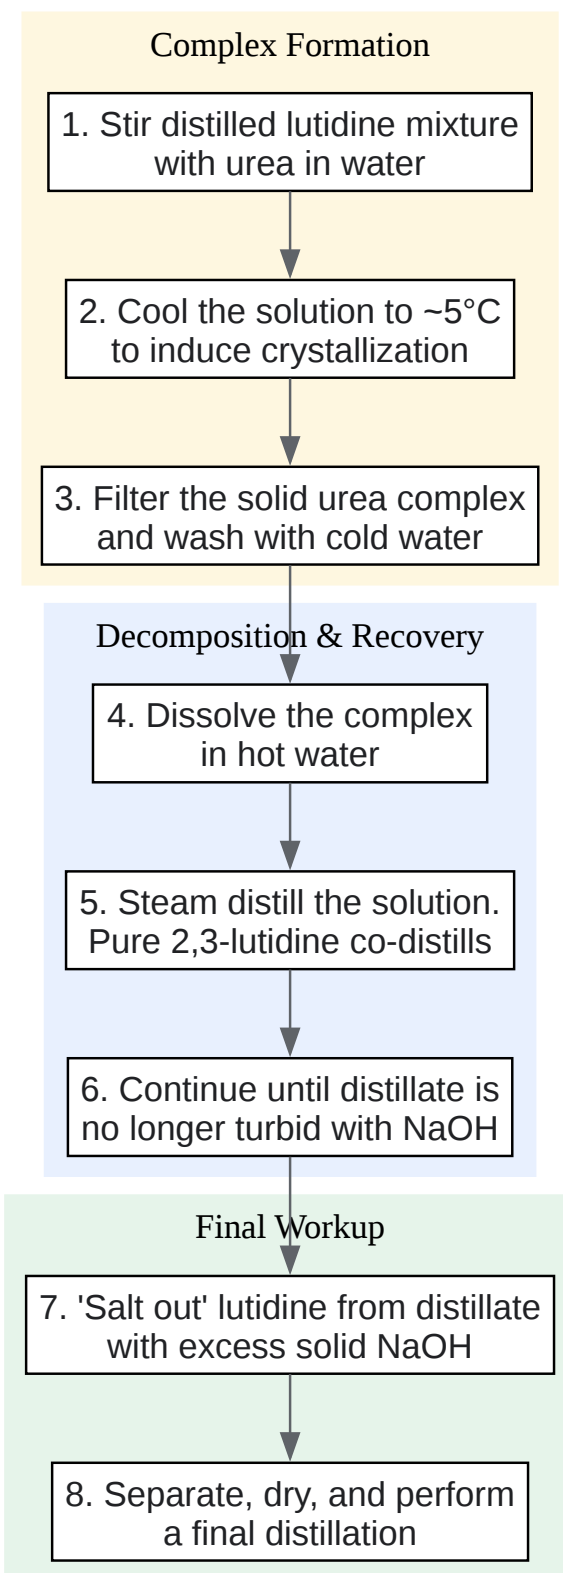 Complex Formation
1. Stir distilled lutidine mixture
with urea in water
2. Cool the solution to ~5°C
to induce crystallization
3. Filter the solid urea complex
and wash with cold water
Decomposition & Recovery
4. Dissolve the complex
in hot water
5. Steam distill the solution.
Pure 2,3-lutidine co-distills
6. Continue until distillate is
no longer turbid with NaOH
Final Workup
7. 'Salt out' lutidine from distillate
with excess solid NaOH
8. Separate, dry, and perform
a final distillation